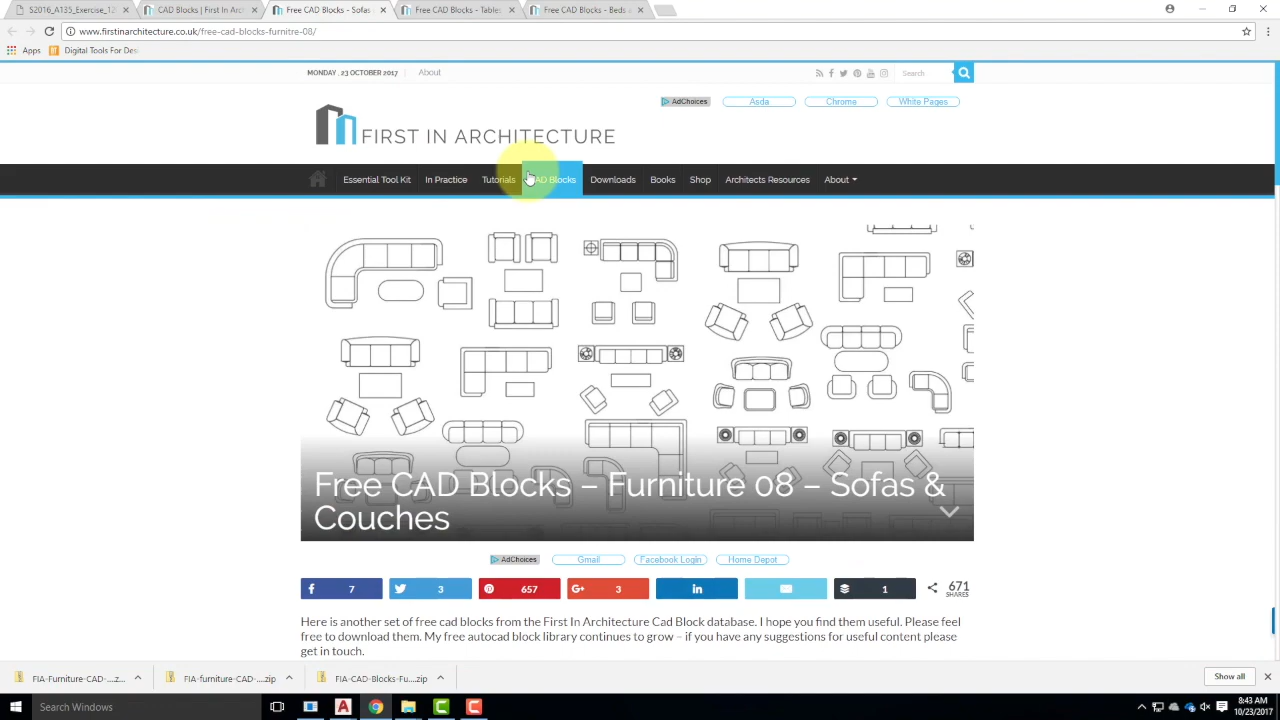 S2016_A135_Exercise_12
CAD Blocks | First In Arc
Free CAD Blocks - Sofas
Free CAD Blocks - Tables
Free CAD Blocks - Beds a
www.firstinarchitecture.co.uk/free-cad-blocks-furnitre-08/
Apps Digital Tools For Des
MONDAY . 23 OCTOBER 2017 About Search
AdChoices Asda Chrome White Pages
FIRST IN ARCHITECTURE
Essential Tool Kit In Practice Tutorials CAD Blocks Downloads Books Shop Architects Resources About
Free CAD Blocks – Furniture 08 – Sofas &
Couches
AdChoices Gmail Facebook Login Home Depot
7 3 657 3 in 1 671
SHARES
Here is another set of free cad blocks from the First In Architecture Cad Block database. I hope you find them useful. Please feel
free to download them. My free autocad block library continues to grow – if you have any suggestions for useful content please
get in touch.
FIA-Furniture-CAD-....z... FIA-furniture-CAD-....zip FIA-CAD-Blocks-Fu....zip Show all
Search Windows
8:43 AM
10/23/2017